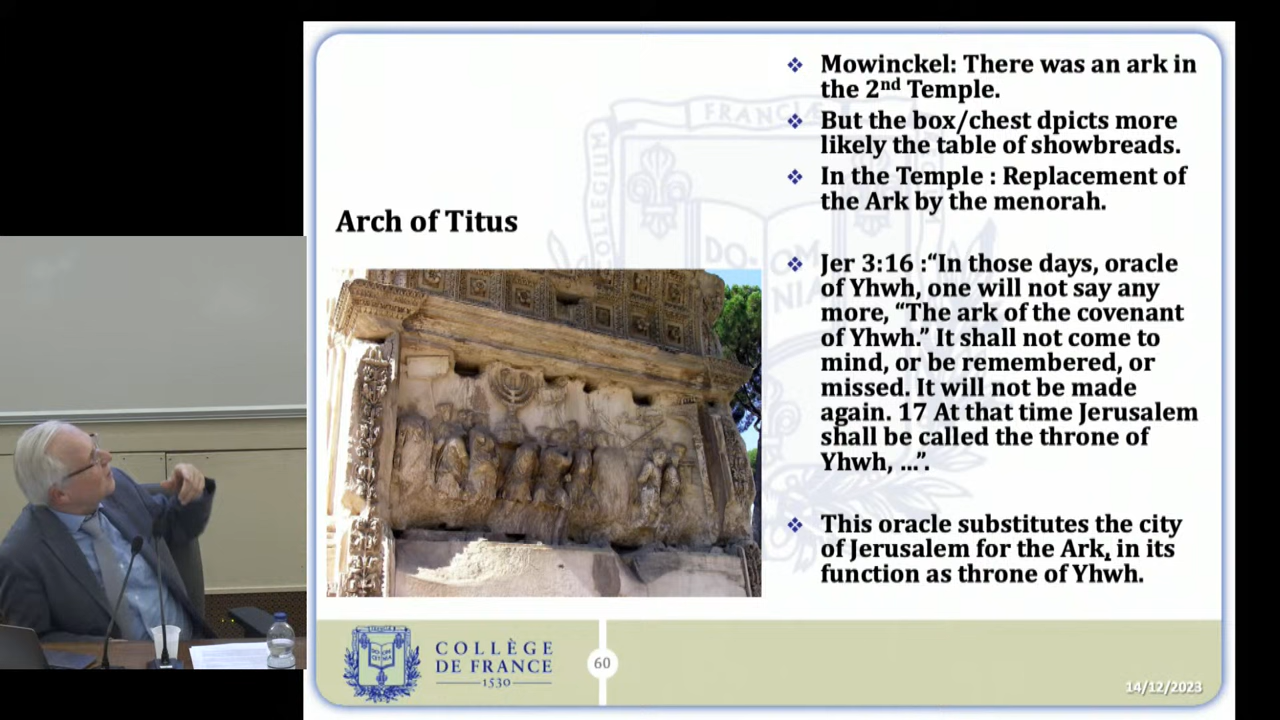 Arch of Titus
Mowinckel: There was an ark in
the 2nd Temple.
But the box/chest dpicts more
likely the table of showbreads.
In the Temple : Replacement of
the Ark by the menorah.
Jer 3:16 :“In those days, oracle
of Yhwh, one will not say any
more, “The ark of the covenant
of Yhwh.” It shall not come to
mind, or be remembered, or
missed. It will not be made
again. 17 At that time Jerusalem
shall be called the throne of
Yhwh, …”.
This oracle substitutes the city
of Jerusalem for the Ark, in its
function as throne of Yhwh.
COLLÈGE
DE FRANCE
1530
60
14/12/2023